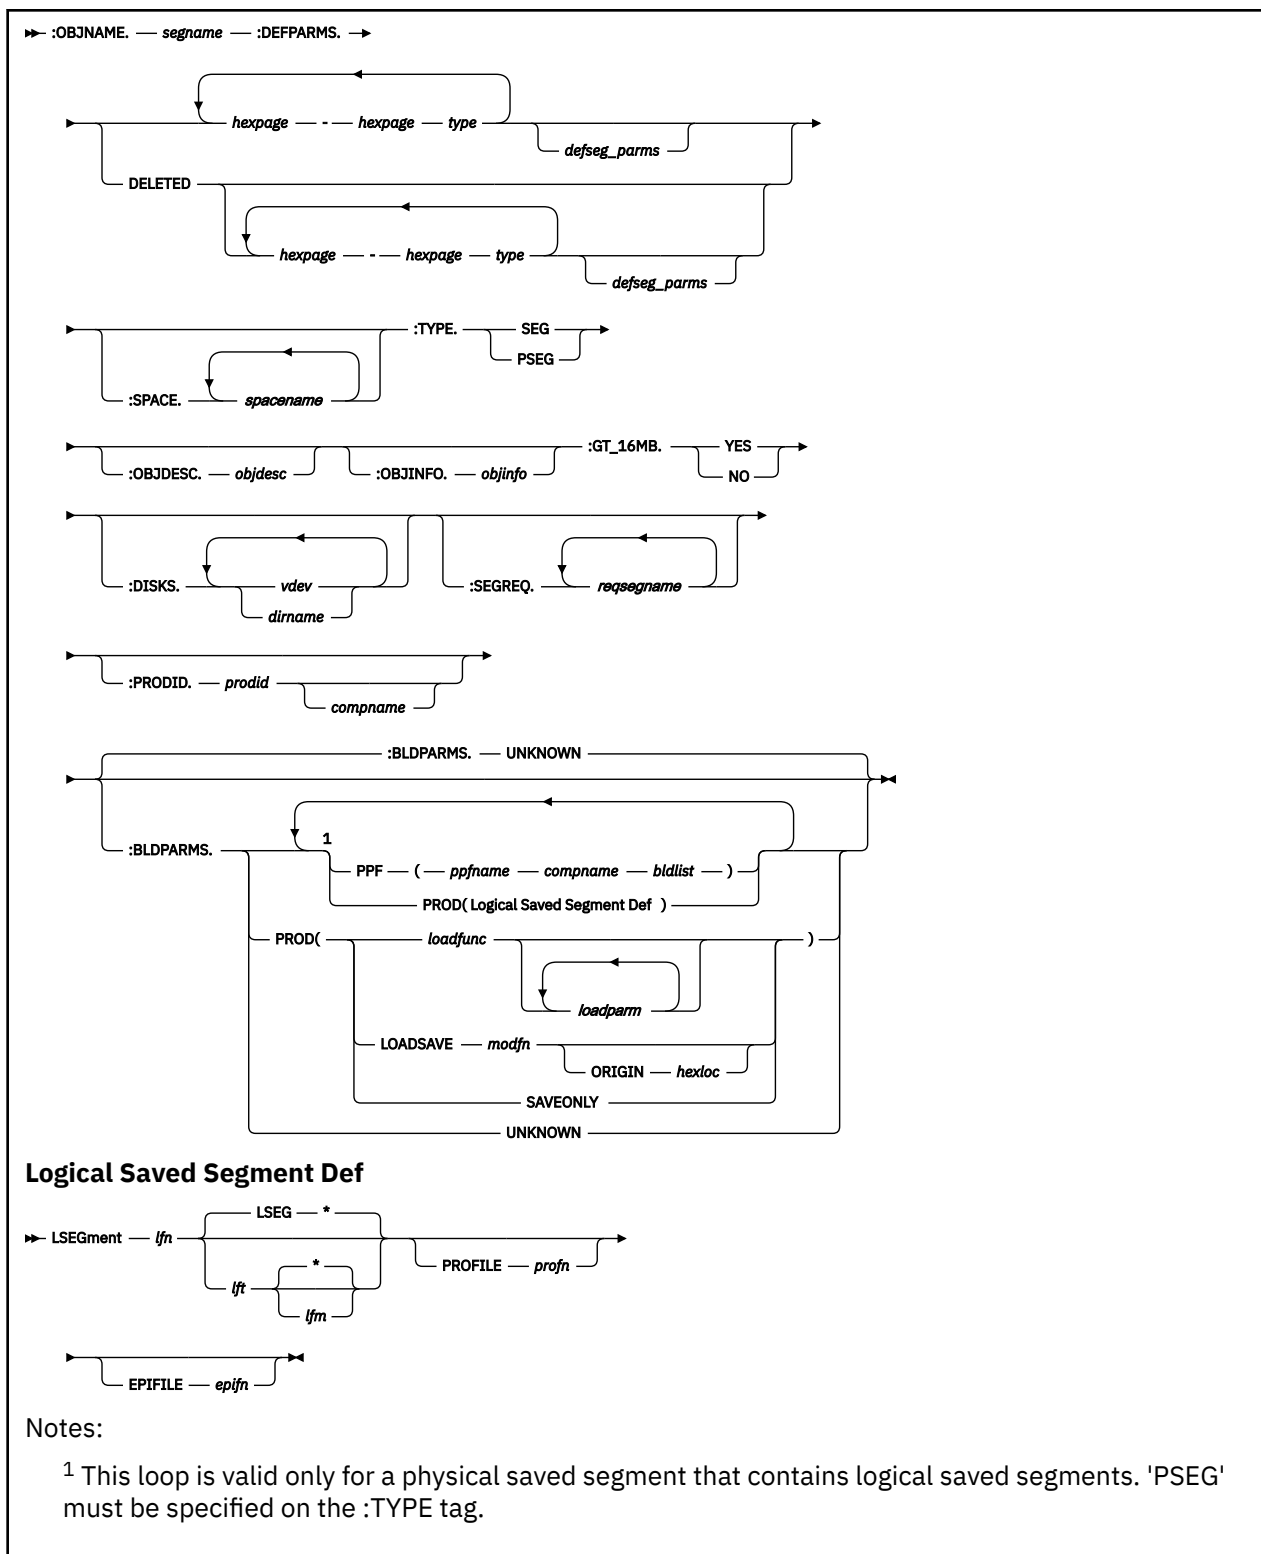 :OBJNAME. segname :DEFPARMS.
hexpage - hexpage type
defseg_parms
DELETED
hexpage - hexpage type
defseg_parms
:TYPE. SEG
PSEG
:SPACE. spacename
:GT_16MB. YES
:OBJDESC. objdesc :OBJINFO. objinfo NO
:DISKS. vdev :SEGREQ. reqsegname
dirname
:PRODID. prodid
compname
:BLDPARMS. UNKNOWN
1
:BLDPARMS.
PPF ( ppfname compname bldlist )
PROD( Logical Saved Segment Def )
PROD( loadfunc )
loadparm
LOADSAVE modfn
ORIGIN hexloc
SAVEONLY
UNKNOWN
Logical Saved Segment Def
LSEG *
LSEGment lfn
PROFILE profn
*
lft
lfm
EPIFILE epifn
Notes:
1 This loop is valid only for a physical saved segment that contains logical saved segments. 'PSEG'
must be specified on the :TYPE tag.